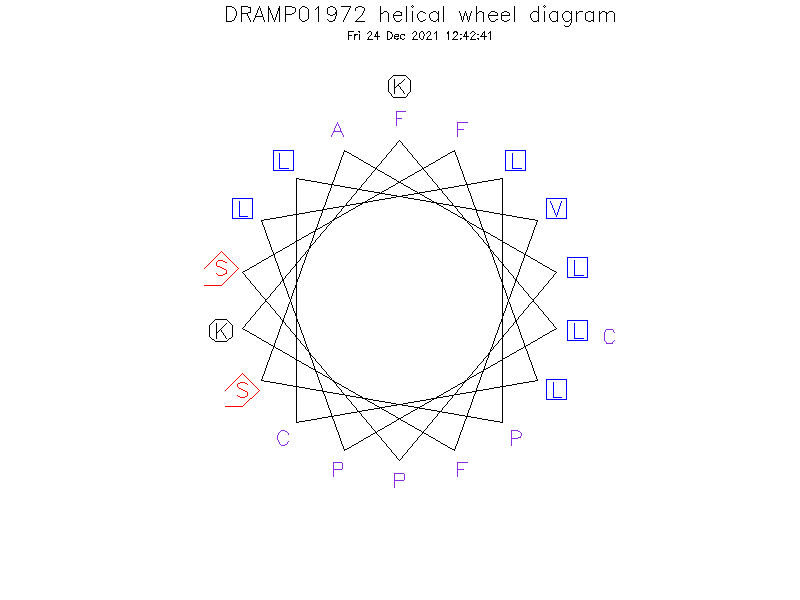 DRAMP01972 helical wheel diagram
Fri 24 Dec 2021 12:42:41
K
A F F
L L
L V
S L
K L C
S L
C P
P P F